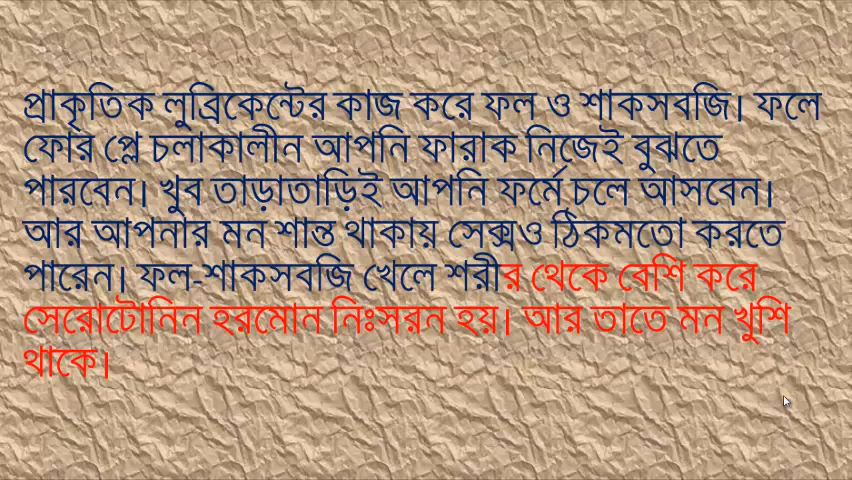 প্রাকৃতিক লুব্রিকেন্টের কাজ করে ফল ও শাকসবজি। ফলে
ফোর প্লে চলাকালীন আপনি ফারাক নিজেই বুঝতে
পারবেন। খুব তাড়াতাড়িই আপনি ফর্মে চলে আসবেন।
আর আপনার মন শান্ত থাকায় সেক্সও ঠিকমতো করতে
পারেন। ফল-শাকসবজি খেলে শরীর থেকে বেশি করে
সেরোটোনিন হরমোন নিঃসরন হয়। আর তাতে মন খুশি
থাকে।